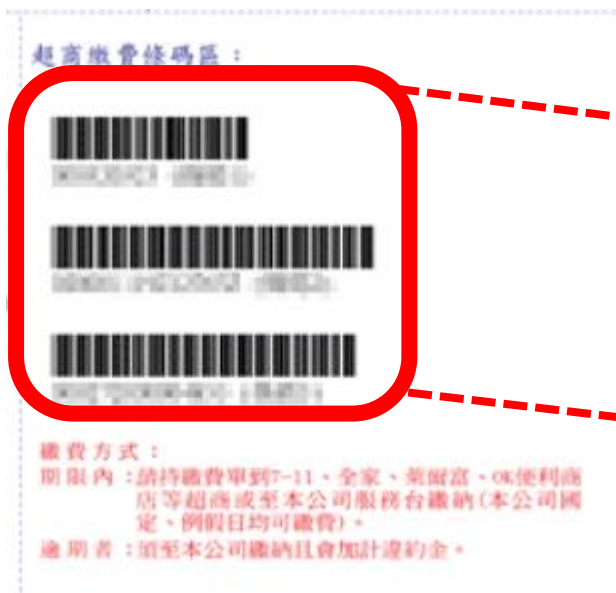 超商繳費條碼區：
繳費方式：
期限內：請持繳費單到7-11、全家、萊爾富、OK便利商
店等超商或至本公司服務台繳納(本公司國
定、例假日均可繳費)。
逾期者：須至本公司繳納且會加計違約金。